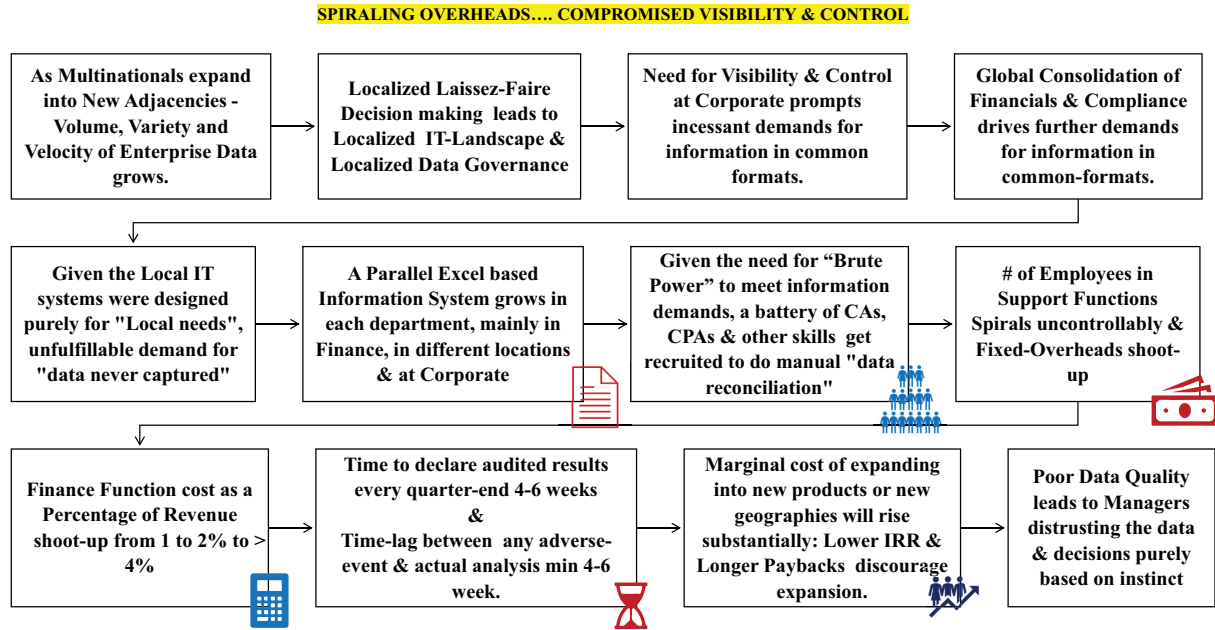 SPIRALING OVERHEADS…. COMPROMISED VISIBILITY & CONTROL
As Multinationals expand
into New Adjacencies -
Volume, Variety and
Velocity of Enterprise Data
grows.
Localized Laissez-Faire
Decision making leads to
Localized IT-Landscape &
Localized Data Governance
Need for Visibility & Control
at Corporate prompts
incessant demands for
information in common
formats.
Global Consolidation of
Financials & Compliance
drives further demands
for information in
common-formats.
Given the Local IT
systems were designed
purely for "Local needs",
unfulfillable demand for
"data never captured"
A Parallel Excel based
Information System grows in
each department, mainly in
Finance, in different locations
& at Corporate
Given the need for “Brute
Power” to meet information
demands, a battery of CAs,
CPAs & other skills get
recruited to do manual "data
reconciliation"
# of Employees in
Support Functions
Spirals uncontrollably &
Fixed-Overheads shoot-
up
Finance Function cost as a
Percentage of Revenue
shoot-up from 1 to 2% to >
4%
Time to declare audited results
every quarter-end 4-6 weeks
&
Time-lag between any adverse-
event & actual analysis min 4-6
week.
Marginal cost of expanding
into new products or new
geographies will rise
substantially: Lower IRR &
Longer Paybacks discourage
expansion.
Poor Data Quality
leads to Managers
distrusting the data
& decisions purely
based on instinct